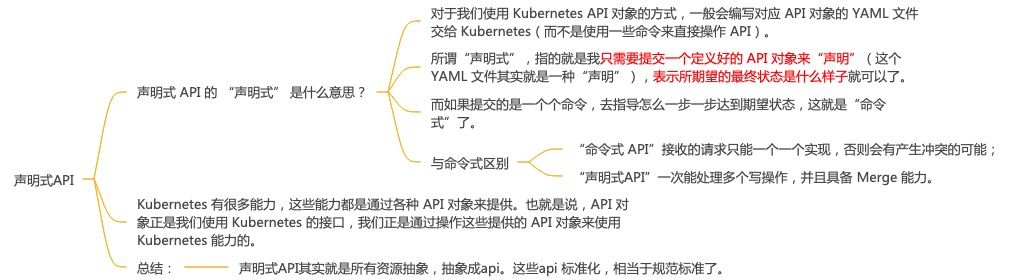 声明式API
声明式 API 的 “声明式” 是什么意思？
对于我们使用 Kubernetes API 对象的方式，一般会编写对应 API 对象的 YAML 文件
交给 Kubernetes（而不是使用一些命令来直接操作 API）。
所谓“声明式”，指的就是我只需要提交一个定义好的 API 对象来“声明”（这个
YAML 文件其实就是一种“声明”），表示所期望的最终状态是什么样子就可以了。
而如果提交的是一个个命令，去指导怎么一步一步达到期望状态，这就是“命令
式”了。
与命令式区别
“命令式 API”接收的请求只能一个一个实现，否则会有产生冲突的可能；
“声明式API”一次能处理多个写操作，并且具备 Merge 能力。
Kubernetes 有很多能力，这些能力都是通过各种 API 对象来提供。也就是说，API 对
象正是我们使用 Kubernetes 的接口，我们正是通过操作这些提供的 API 对象来使用
Kubernetes 能力的。
总结：
声明式API其实就是所有资源抽象，抽象成api。这些api 标准化，相当于规范标准了。